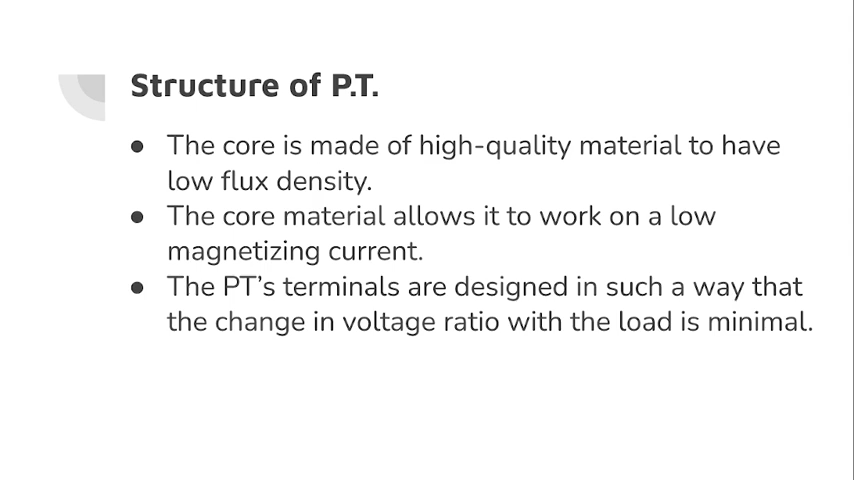 Structure of P.T.
● The core is made of high-quality material to have
low flux density.
● The core material allows it to work on a low
magnetizing current.
● The PT’s terminals are designed in such a way that
the change in voltage ratio with the load is minimal.